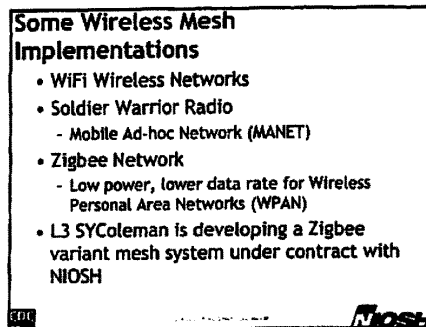 Some Wireless Mesh
Implementations
• WiFi Wireless Networks
• Soldier Warrior Radio
- Mobile Ad-hoc Network (MANET)
• Zigbee Network
- Low power, lower data rate for Wireless
Personal Area Networks (WPAN)
• L3 SYColeman is developing a Zigbee
variant mesh system under contract with
NIOSH
NIOSH